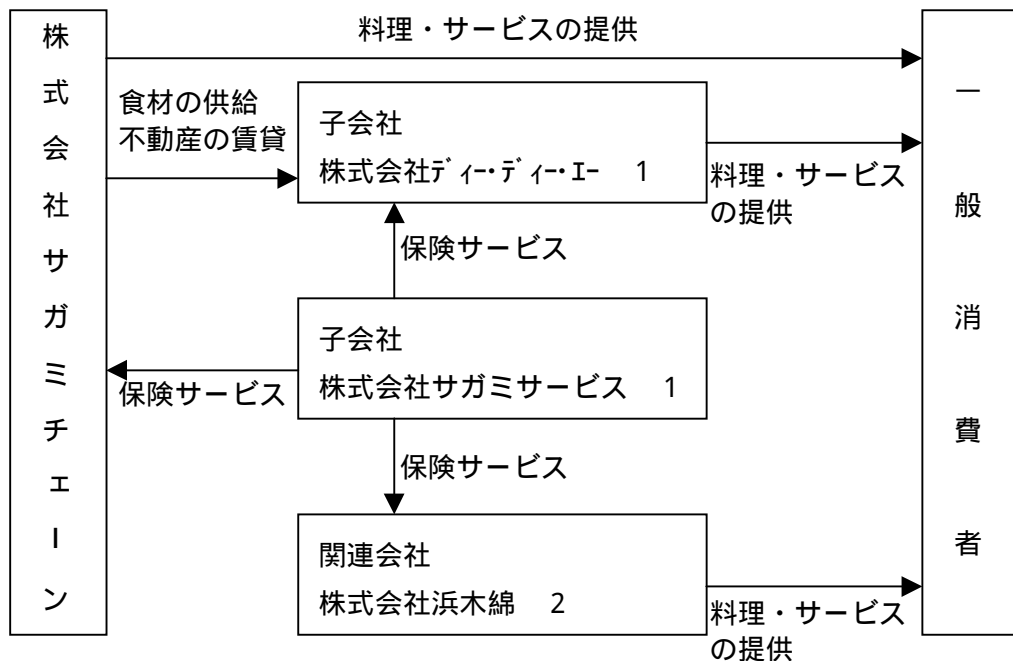 株式会社サガミチェーン
料理・サービスの提供
食材の供給
不動産の賃貸
子会社
株式会社ディー・ディー・エー 1
料理・サービス
の提供
保険サービス
子会社
株式会社サガミサービス 1
保険サービス
保険サービス
関連会社
株式会社浜木綿 2
料理・サービス
の提供
一般消費者